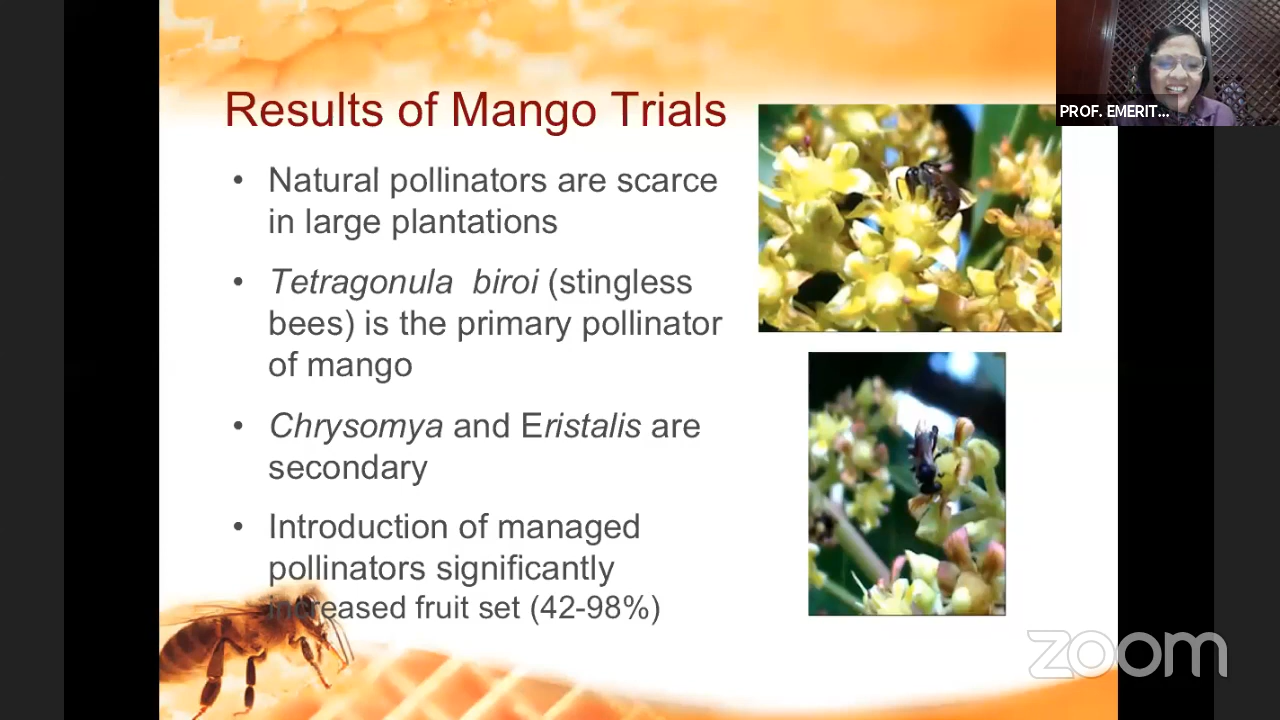 Results of Mango Trials
• Natural pollinators are scarce
in large plantations
• Tetragonula biroi (stingless
bees) is the primary pollinator
of mango
• Chrysomya and Eristalis are
secondary
• Introduction of managed
pollinators significantly
increased fruit set (42-98%)
PROF. EMERIT...
zoom